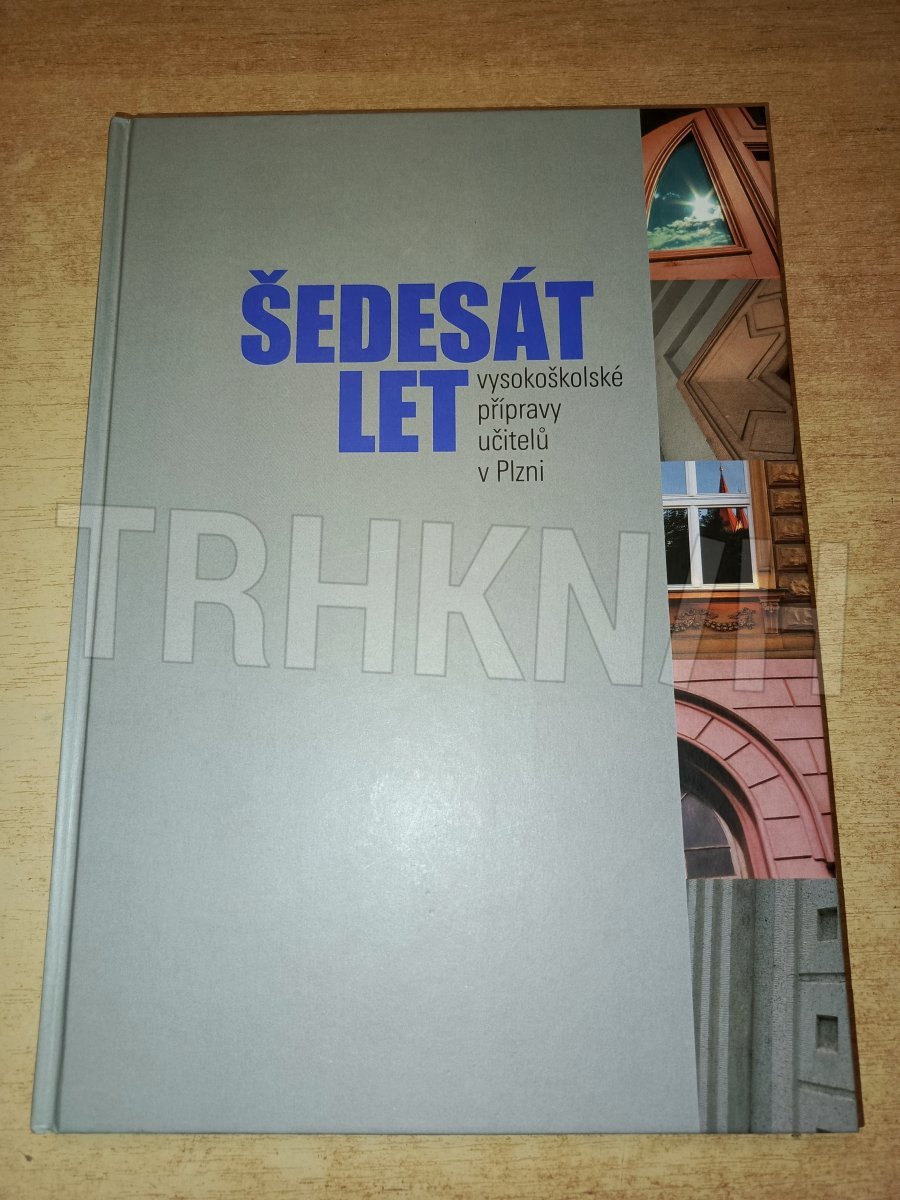 ŠEDESÁT
LET
vysokoškolské
přípravy
učitelů
v Plzni
TRHKNIH